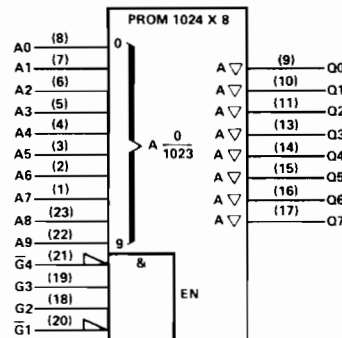 PROM 1024 X 8
A0 (8) 0 (9) Q0
A1 (7) A (10) Q1
A2 (6) A (11) Q2
A3 (5) A (13) Q3
A4 (4) A 0/1023 A (14) Q4
A5 (3) A (15) Q5
A6 (2) A (16) Q6
A7 (1) A (17) Q7
A8 (23)
A9 (22) 9
G4 (21) &
G3 (19) EN
G2 (18)
G1 (20)